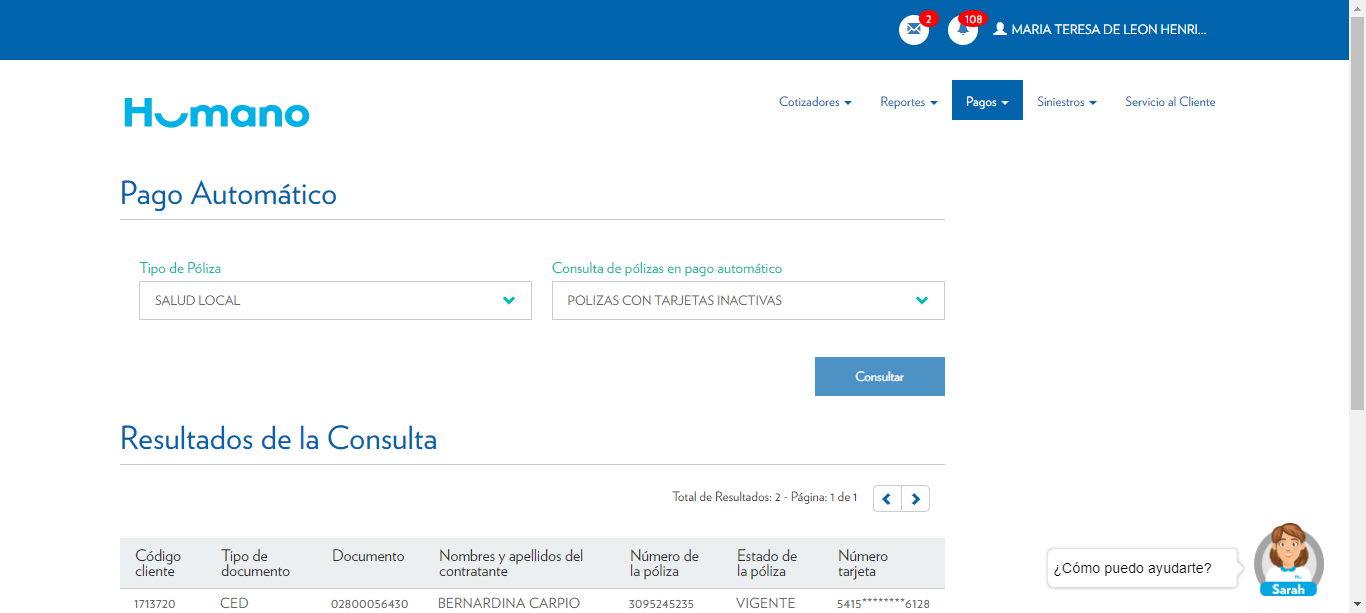 2 108 MARIA TERESA DE LEON HENRI...
Humano
Cotizadores Reportes Pagos Siniestros Servicio al Cliente
Pago Automático
Tipo de Póliza Consulta de pólizas en pago automático
SALUD LOCAL POLIZAS CON TARJETAS INACTIVAS
Consultar
Resultados de la Consulta
Total de Resultados: 2 - Página: 1 de 1
Código Tipo de Documento Nombres y apellidos del Número de Estado de Número
cliente documento contratante la póliza la póliza tarjeta
1713720 CED 02800056430 BERNARDINA CARPIO 3095245235 VIGENTE 5415********6128
¿Cómo puedo ayudarte?
Sarah